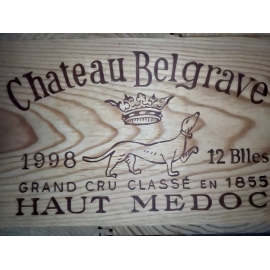 Chateau Belgrave
1998 12 Blles
GRAND CRU CLASSÉ EN 1855
HAUT MEDOC